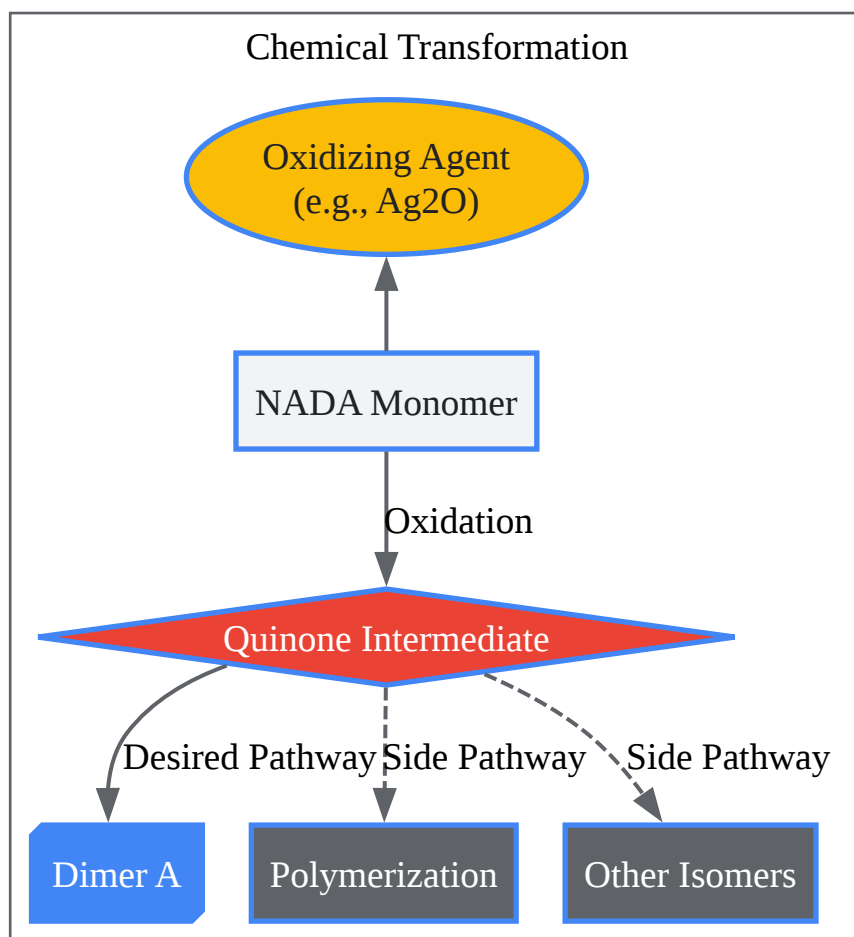 Chemical Transformation
Oxidizing Agent
(e.g., Ag2O)
NADA Monomer
Oxidation
Quinone Intermediate
Desired Pathway
Side Pathway
Side Pathway
Dimer A
Polymerization
Other Isomers